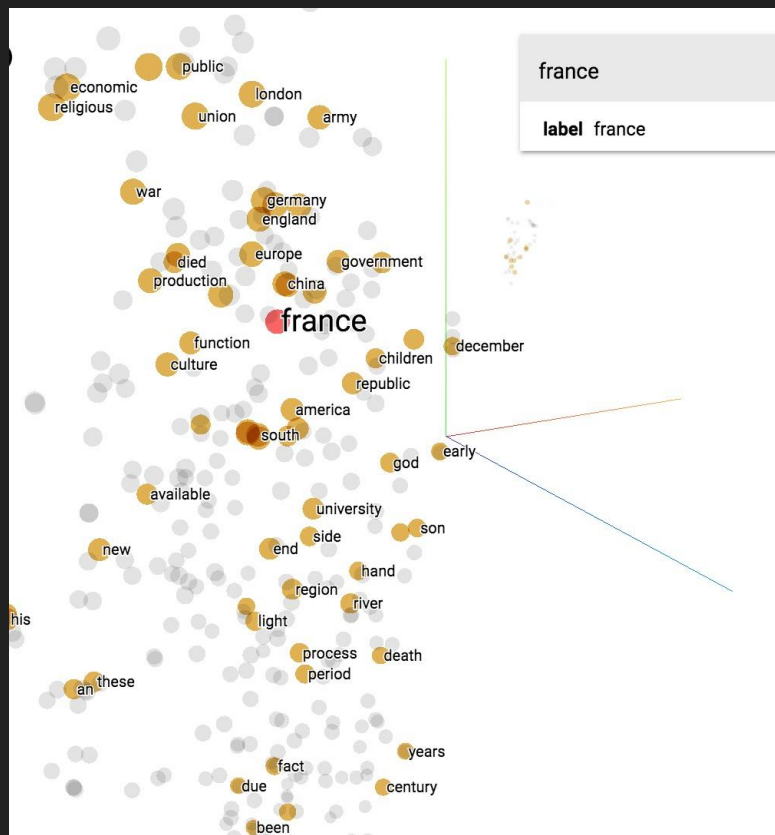 public
economic
religious
london
union
army
france
label france
war
germany
england
europe
government
died
production
china
france
function
culture
children
december
republic
america
south
god
early
available
university
son
side
new
end
hand
region
river
his
light
process
death
period
these
an
years
fact
due
century
been